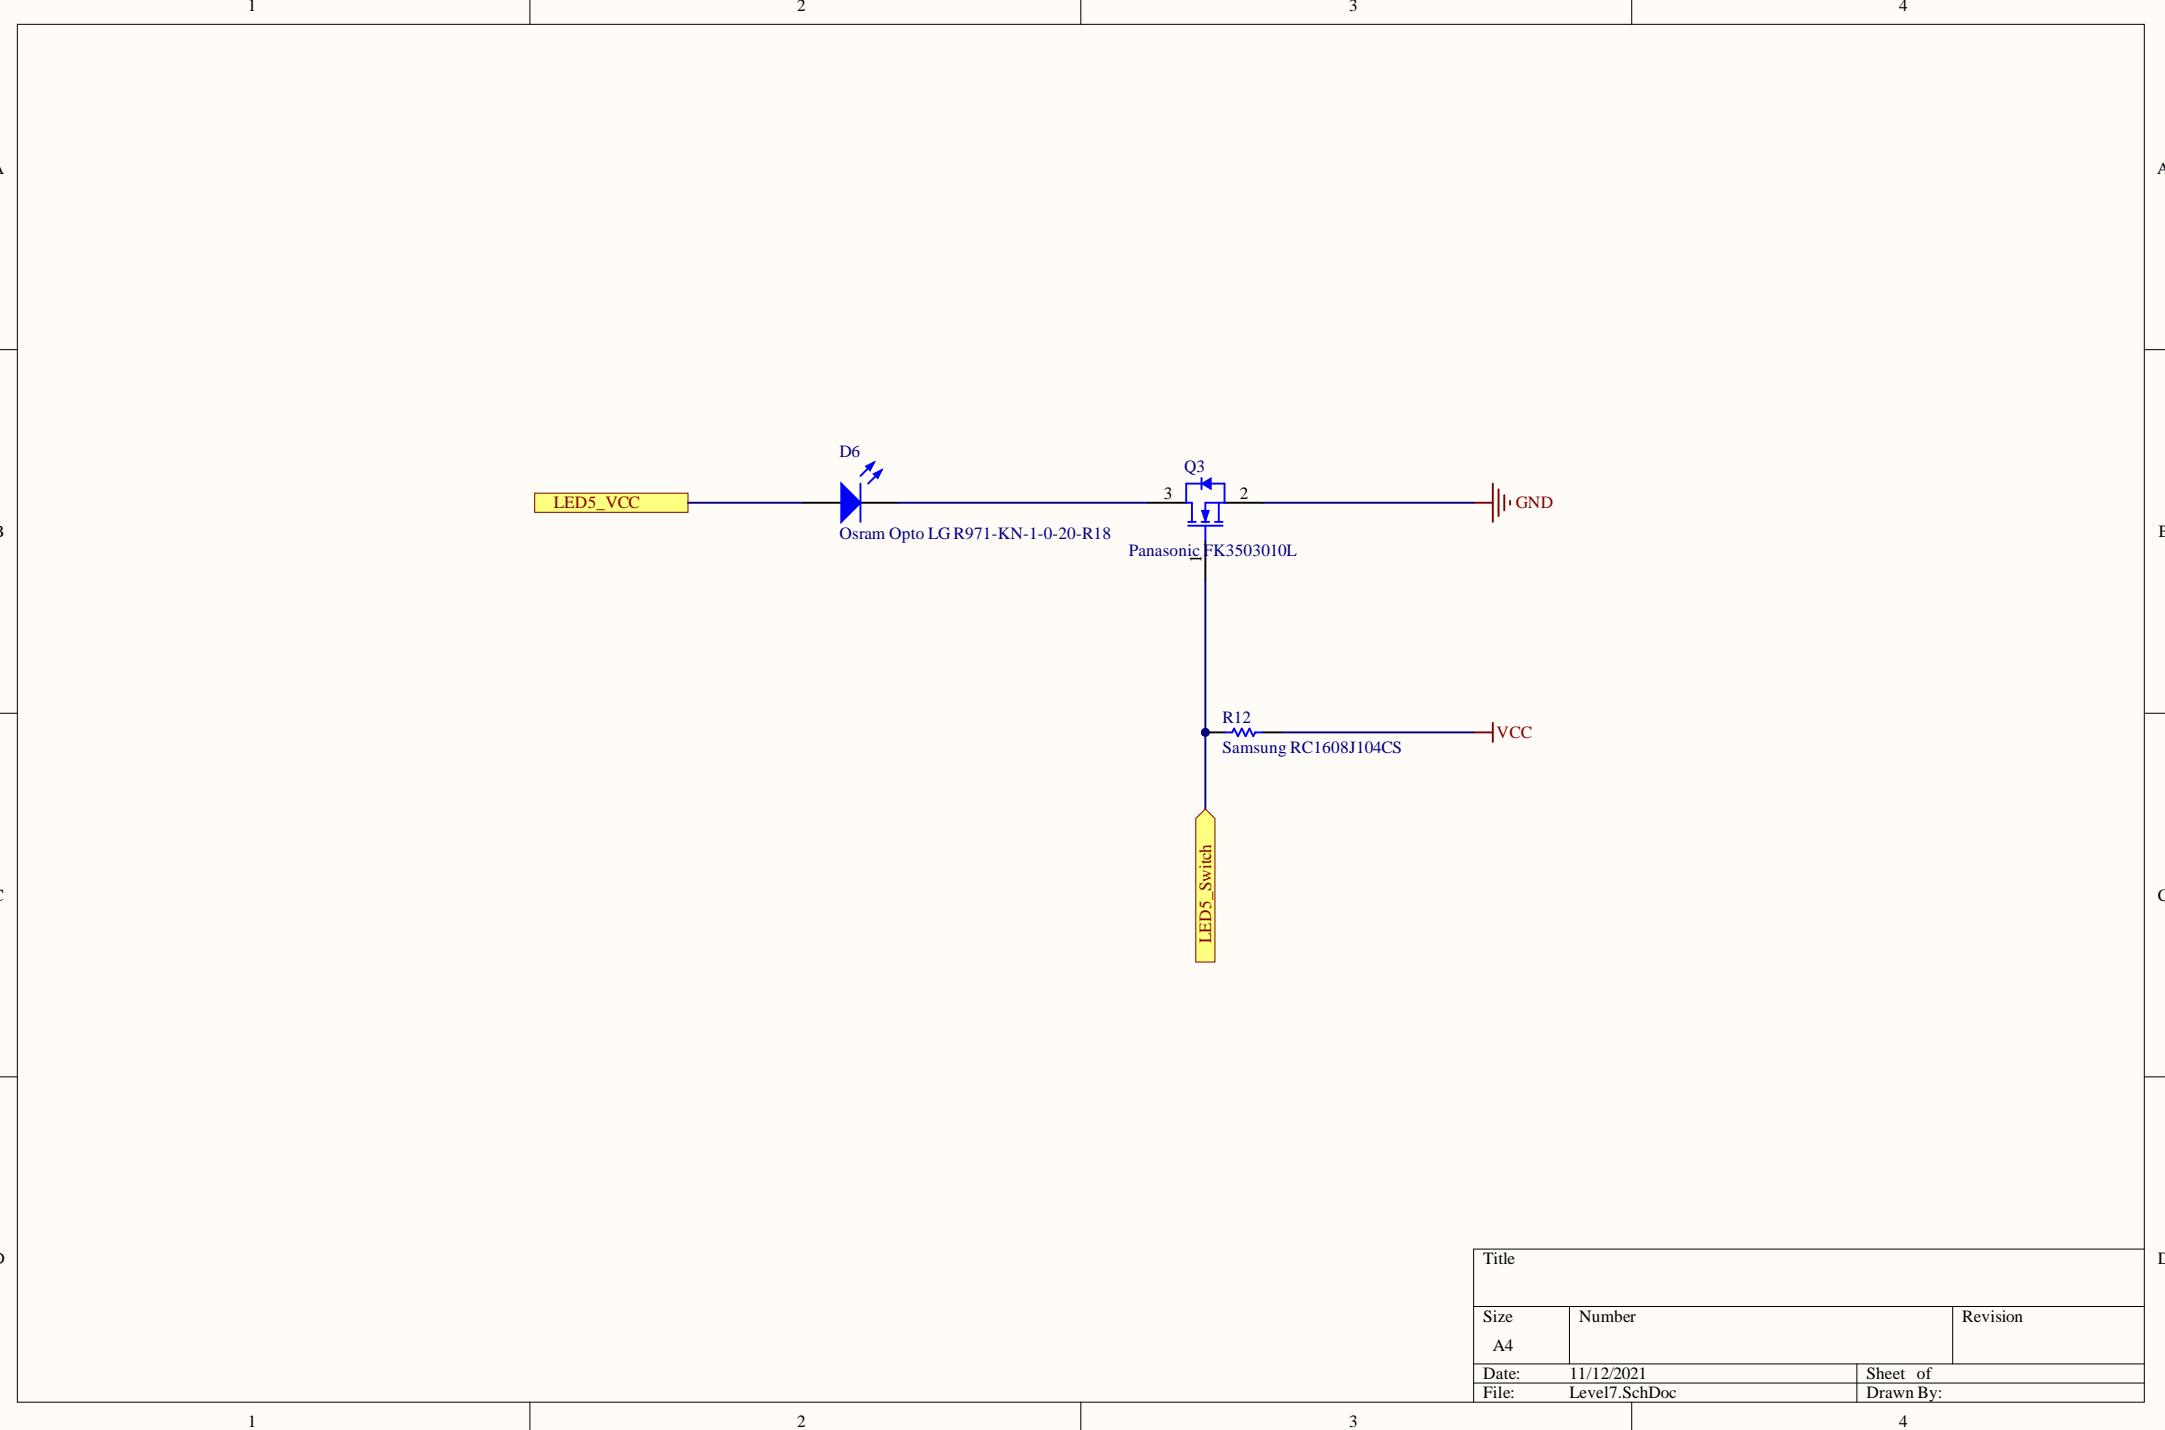 1 2 3 4
A A
D6
Q3
LED5_VCC 3 2 GND
B B
Osram Opto LG R971-KN-1-0-20-R18
Panasonic FK3503010L
1
R12
VCC
Samsung RC1608J104CS
LED5_Switch
C C
D D
Title
Size Number Revision
A4
Date: 11/12/2021 Sheet of
File: Level7.SchDoc Drawn By:
1 2 3 4